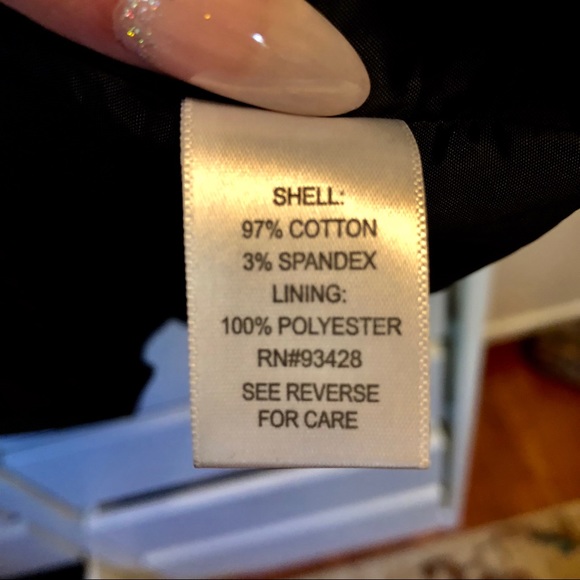 SHELL:
97% COTTON
3% SPANDEX
LINING:
100% POLYESTER
RN#93428
SEE REVERSE
FOR CARE